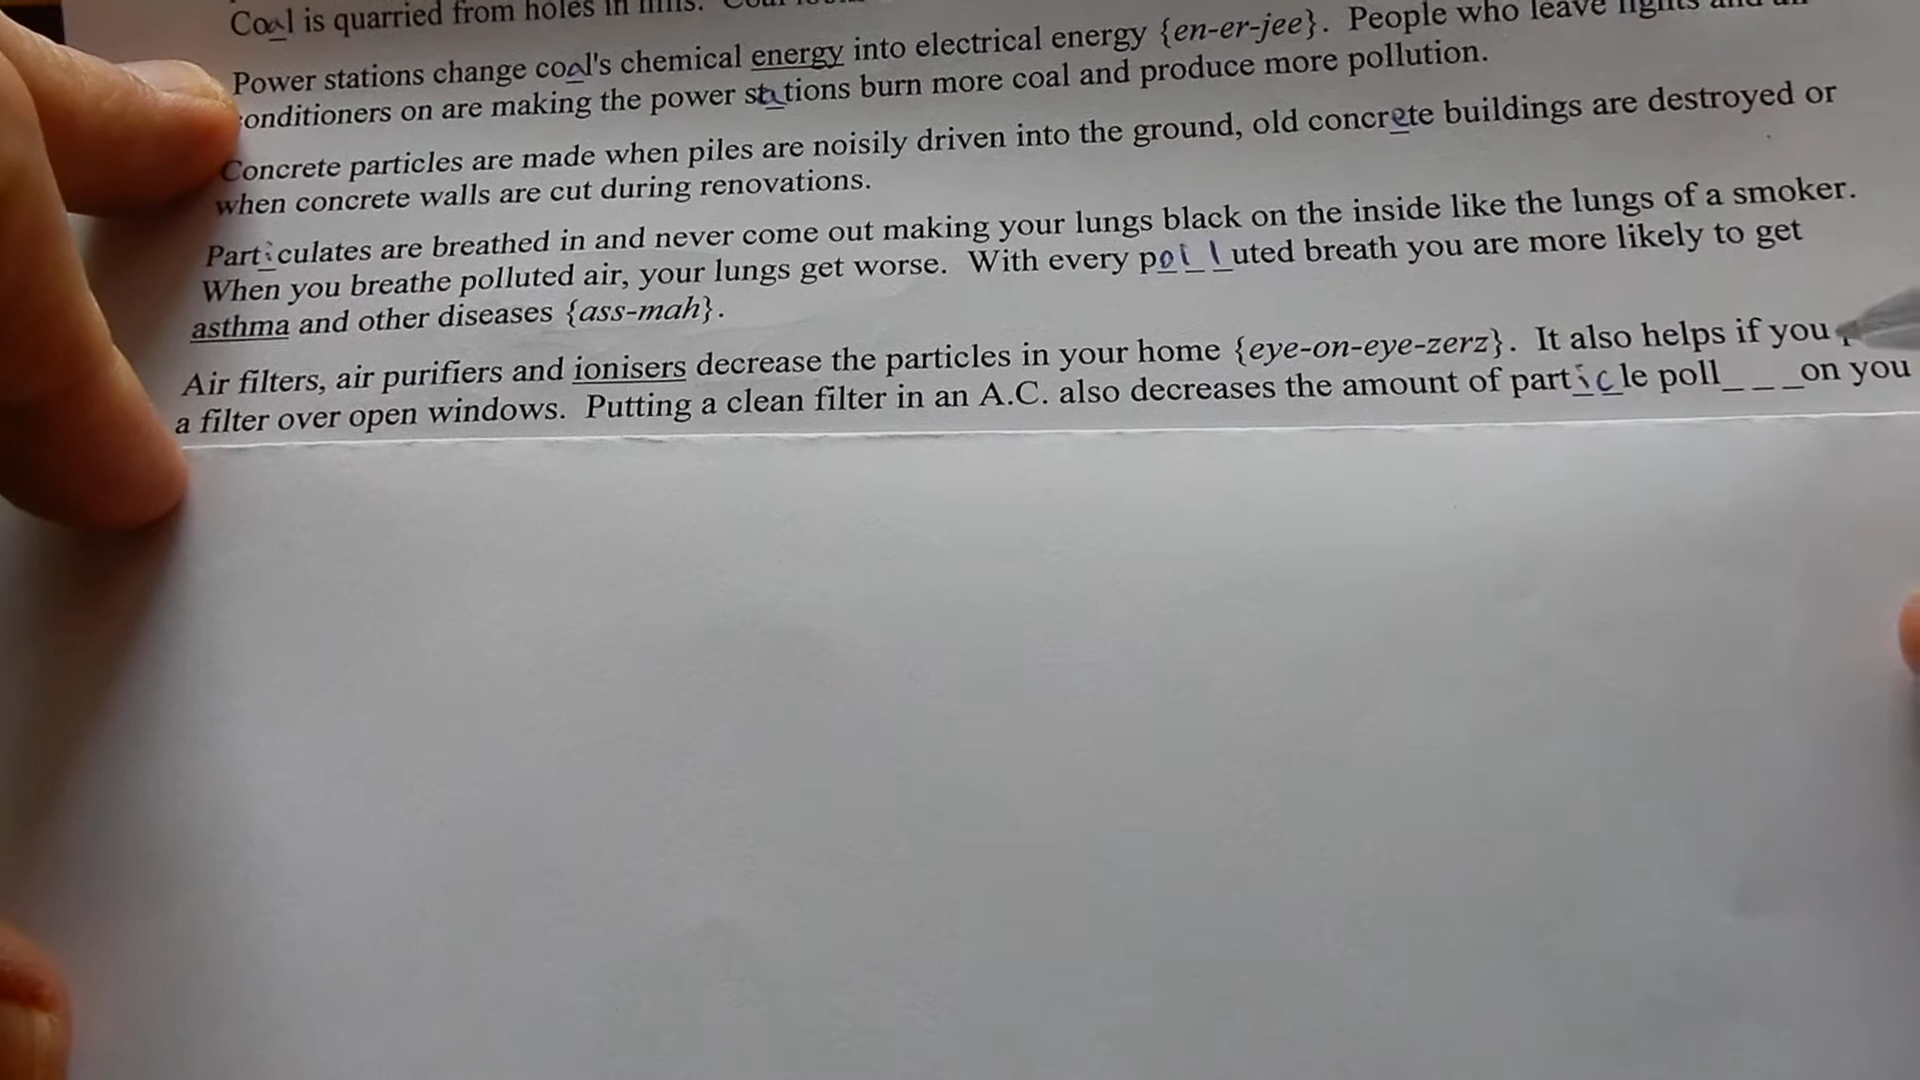 Coal is quarried from holes in hills.
Power stations change coal's chemical energy into electrical energy {en-er-jee}. People who leave lights and
conditioners on are making the power stations burn more coal and produce more pollution.
Concrete particles are made when piles are noisily driven into the ground, old concrete buildings are destroyed or
when concrete walls are cut during renovations.
Particulates are breathed in and never come out making your lungs black on the inside like the lungs of a smoker.
When you breathe polluted air, your lungs get worse. With every polluted breath you are more likely to get
asthma and other diseases {ass-mah}.
Air filters, air purifiers and ionisers decrease the particles in your home {eye-on-eye-zerz}. It also helps if you
a filter over open windows. Putting a clean filter in an A.C. also decreases the amount of particle poll_ _ _on you